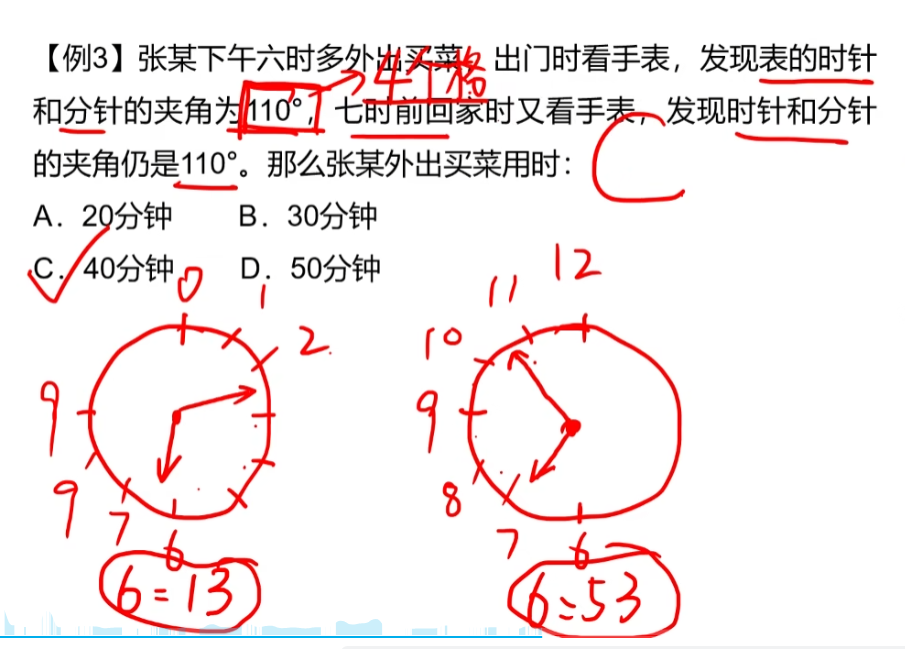 【例3】张某下午六时多外出买菜，出门时看手表，发现表的时针
4个格
和分针的夹角为110°，七时前回家时又看手表，发现时针和分针
的夹角仍是110°。那么张某外出买菜用时：
C
A．20分钟 B．30分钟
C．40分钟 D．50分钟
0 1 2
9 9 7 6
12 11 10 9 8 7 6
6=13
6=53